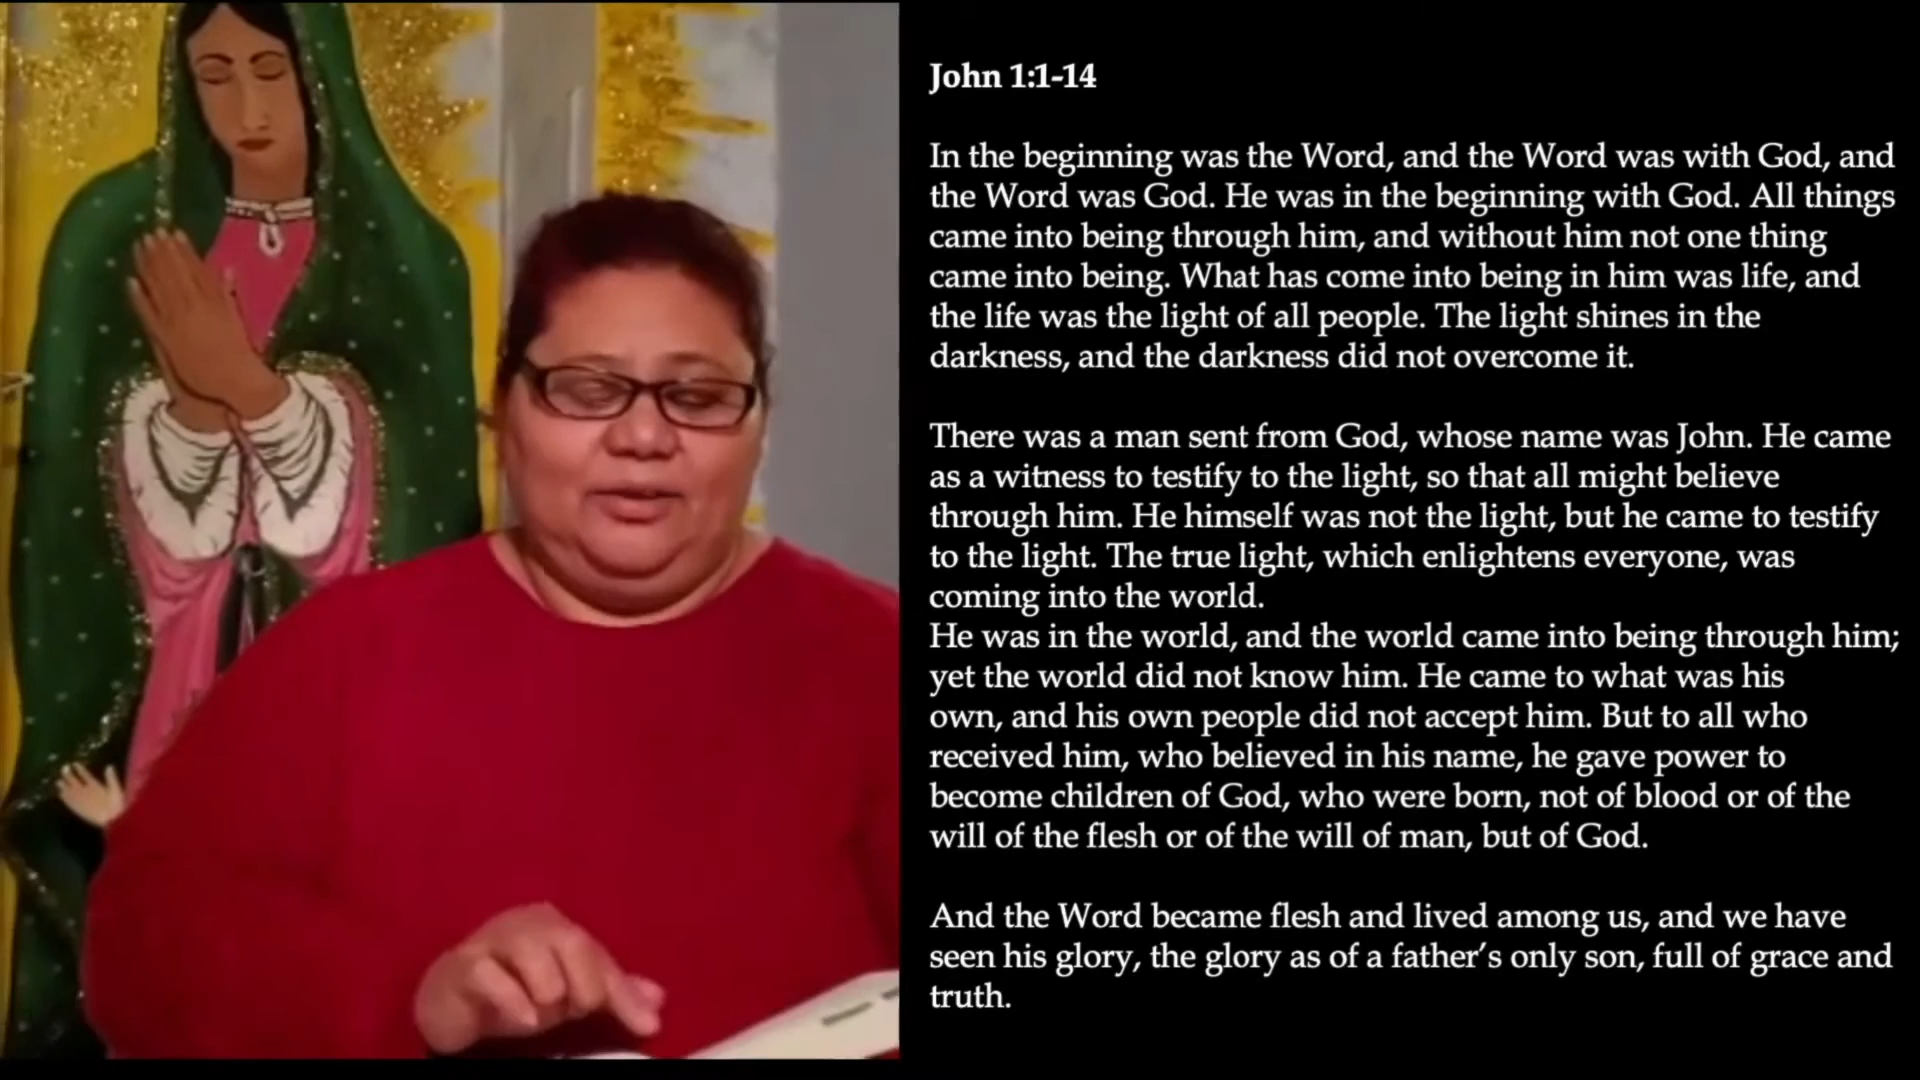 John 1:1-14
In the beginning was the Word, and the Word was with God, and
the Word was God. He was in the beginning with God. All things
came into being through him, and without him not one thing
came into being. What has come into being in him was life, and
the life was the light of all people. The light shines in the
darkness, and the darkness did not overcome it.
There was a man sent from God, whose name was John. He came
as a witness to testify to the light, so that all might believe
through him. He himself was not the light, but he came to testify
to the light. The true light, which enlightens everyone, was
coming into the world.
He was in the world, and the world came into being through him;
yet the world did not know him. He came to what was his
own, and his own people did not accept him. But to all who
received him, who believed in his name, he gave power to
become children of God, who were born, not of blood or of the
will of the flesh or of the will of man, but of God.
And the Word became flesh and lived among us, and we have
seen his glory, the glory as of a father’s only son, full of grace and
truth.